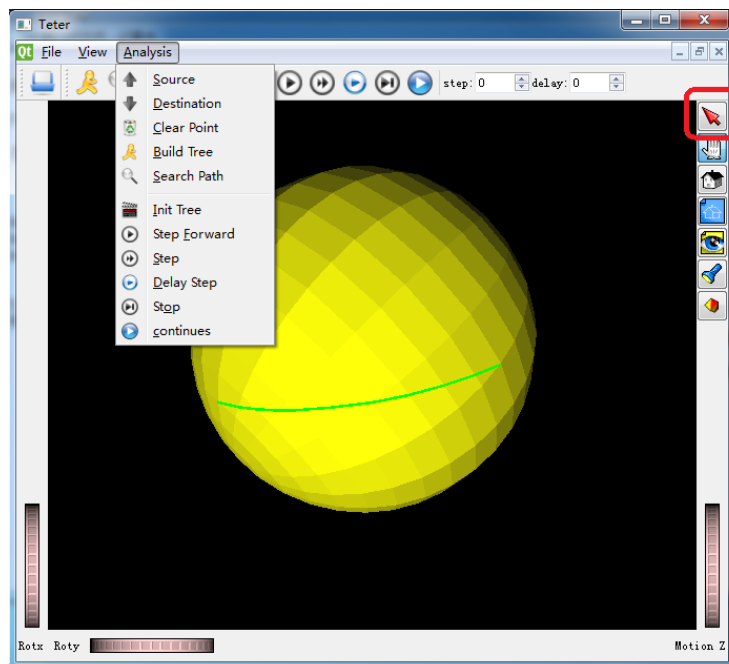 Teter
Qt File View Analysis
step: 0 delay: 0
Source
Destination
Clear Point
Build Tree
Search Path
Init Tree
Step Forward
Step
Delay Step
Stop
continues
Rotx Roty Motion Z